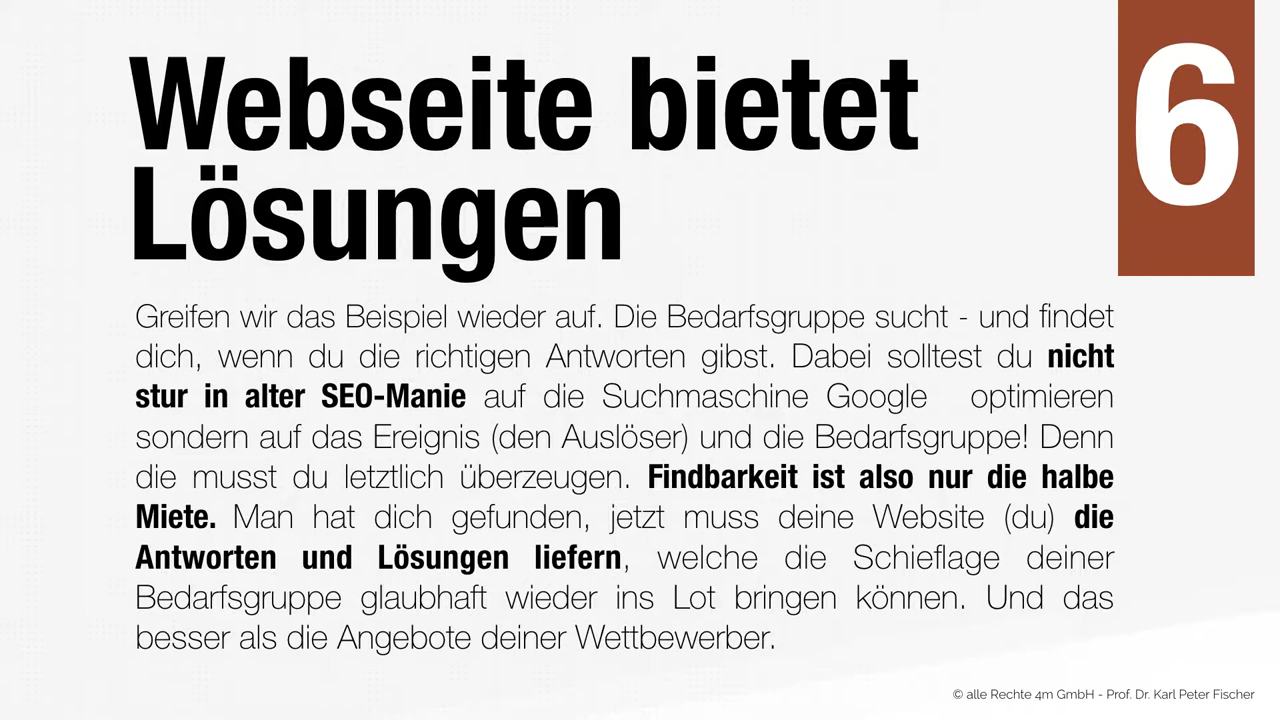 Webseite bietet
Lösungen
6
Greifen wir das Beispiel wieder auf. Die Bedarfsgruppe sucht - und findet
dich, wenn du die richtigen Antworten gibst. Dabei solltest du nicht
stur in alter SEO-Manie auf die Suchmaschine Google optimieren
sondern auf das Ereignis (den Auslöser) und die Bedarfsgruppe! Denn
die musst du letztlich überzeugen. Findbarkeit ist also nur die halbe
Miete. Man hat dich gefunden, jetzt muss deine Website (du) die
Antworten und Lösungen liefern, welche die Schieflage deiner
Bedarfsgruppe glaubhaft wieder ins Lot bringen können. Und das
besser als die Angebote deiner Wettbewerber.
© alle Rechte 4m GmbH - Prof. Dr. Karl Peter Fischer